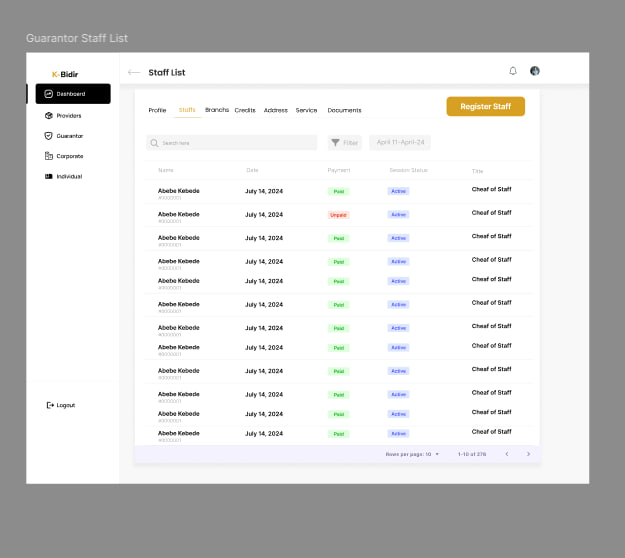 Guarantor Staff List
K-Bidir
Staff List
Dashboard
Providers
Guarantor
Corporate
Individual
Logout
Profile Staffs Branchs Credits Address Service Documents
Register Staff
Search here
Filter
April 11-April-24
Name Date Payment Session Status Title
Abebe Kebede July 14, 2024 Paid Active Cheaf of Staff
#0000001
Abebe Kebede July 14, 2024 Unpaid Active Cheaf of Staff
#0000001
Abebe Kebede July 14, 2024 Paid Active Cheaf of Staff
#0000001
Abebe Kebede July 14, 2024 Paid Active Cheaf of Staff
#0000001
Abebe Kebede July 14, 2024 Paid Active Cheaf of Staff
#0000001
Abebe Kebede July 14, 2024 Paid Active Cheaf of Staff
#0000001
Abebe Kebede July 14, 2024 Paid Active Cheaf of Staff
#0000001
Abebe Kebede July 14, 2024 Paid Active Cheaf of Staff
#0000001
Abebe Kebede July 14, 2024 Paid Active Cheaf of Staff
#0000001
Abebe Kebede July 14, 2024 Paid Active Cheaf of Staff
#0000001
Abebe Kebede July 14, 2024 Paid Active Cheaf of Staff
#0000001
Abebe Kebede July 14, 2024 Paid Active Cheaf of Staff
#0000001
Rows per page: 10 1-10 of 276